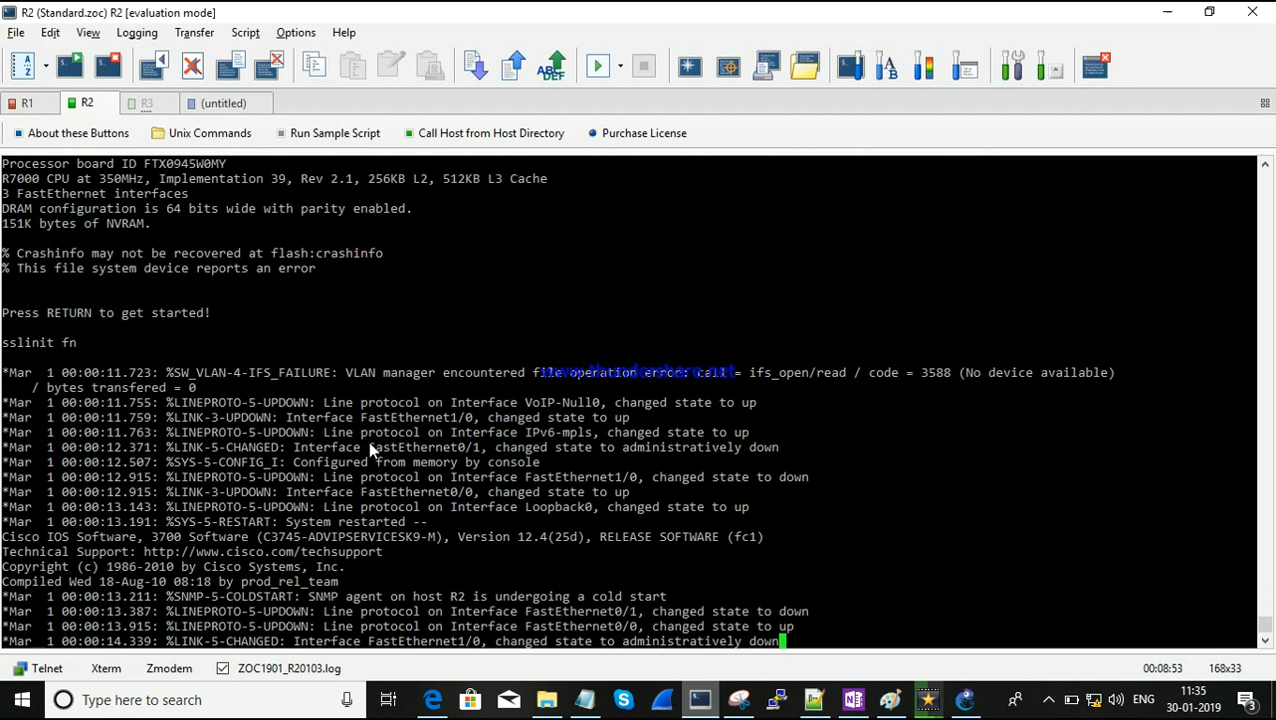 R2 (Standard.zoc) R2 [evaluation mode]
File Edit View Logging Transfer Script Options Help
R1 R2 R3 (untitled)
About these Buttons Unix Commands Run Sample Script Call Host from Host Directory Purchase License
Processor board ID FTX0945W0MY
R7000 CPU at 350MHz, Implementation 39, Rev 2.1, 256KB L2, 512KB L3 Cache
3 FastEthernet interfaces
DRAM configuration is 64 bits wide with parity enabled.
151K bytes of NVRAM.
% Crashinfo may not be recovered at flash:crashinfo
% This file system device reports an error
Press RETURN to get started!
sslinit fn
*Mar  1 00:00:11.723: %SW_VLAN-4-IFS_FAILURE: VLAN manager encountered file operation error: call = ifs_open/read / code = 3588 (No device available)
/ bytes transfered = 0
www.thundershare.net
*Mar  1 00:00:11.755: %LINEPROTO-5-UPDOWN: Line protocol on Interface VoIP-Null0, changed state to up
*Mar  1 00:00:11.759: %LINK-3-UPDOWN: Interface FastEthernet1/0, changed state to up
*Mar  1 00:00:11.763: %LINEPROTO-5-UPDOWN: Line protocol on Interface IPv6-mpls, changed state to up
*Mar  1 00:00:12.371: %LINK-5-CHANGED: Interface FastEthernet0/1, changed state to administratively down
*Mar  1 00:00:12.507: %SYS-5-CONFIG_I: Configured from memory by console
*Mar  1 00:00:12.915: %LINEPROTO-5-UPDOWN: Line protocol on Interface FastEthernet1/0, changed state to down
*Mar  1 00:00:12.915: %LINK-3-UPDOWN: Interface FastEthernet0/0, changed state to up
*Mar  1 00:00:13.143: %LINEPROTO-5-UPDOWN: Line protocol on Interface Loopback0, changed state to up
*Mar  1 00:00:13.191: %SYS-5-RESTART: System restarted --
Cisco IOS Software, 3700 Software (C3745-ADVIPSERVICESK9-M), Version 12.4(25d), RELEASE SOFTWARE (fc1)
Technical Support: http://www.cisco.com/techsupport
Copyright (c) 1986-2010 by Cisco Systems, Inc.
Compiled Wed 18-Aug-10 08:18 by prod_rel_team
*Mar  1 00:00:13.211: %SNMP-5-COLDSTART: SNMP agent on host R2 is undergoing a cold start
*Mar  1 00:00:13.387: %LINEPROTO-5-UPDOWN: Line protocol on Interface FastEthernet0/1, changed state to down
*Mar  1 00:00:13.915: %LINEPROTO-5-UPDOWN: Line protocol on Interface FastEthernet0/0, changed state to up
*Mar  1 00:00:14.339: %LINK-5-CHANGED: Interface FastEthernet1/0, changed state to administratively down
Telnet Xterm Zmodem ZOC1901_R20103.log 00:08:53 168x33
Type here to search ENG 11:35
30-01-2019 3